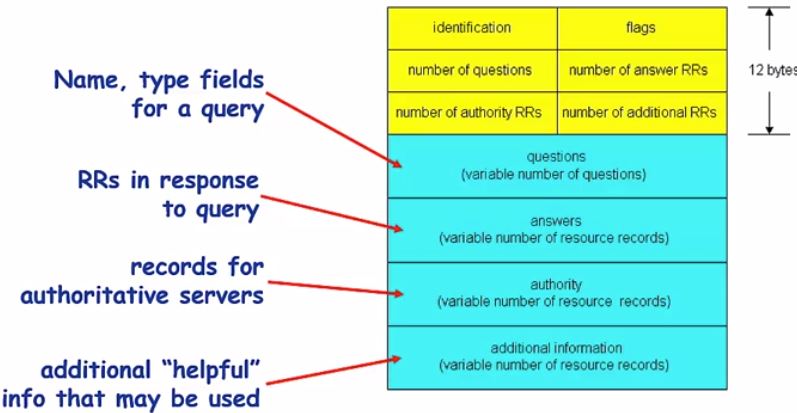 identification
flags
number of questions
number of answer RRs
12 bytes
number of authority RRs
number of additional RRs
Name, type fields
for a query
questions
(variable number of questions)
RRs in response
to query
answers
(variable number of resource records)
records for
authoritative servers
authority
(variable number of resource records)
additional "helpful"
info that may be used
additional information
(variable number of resource records)